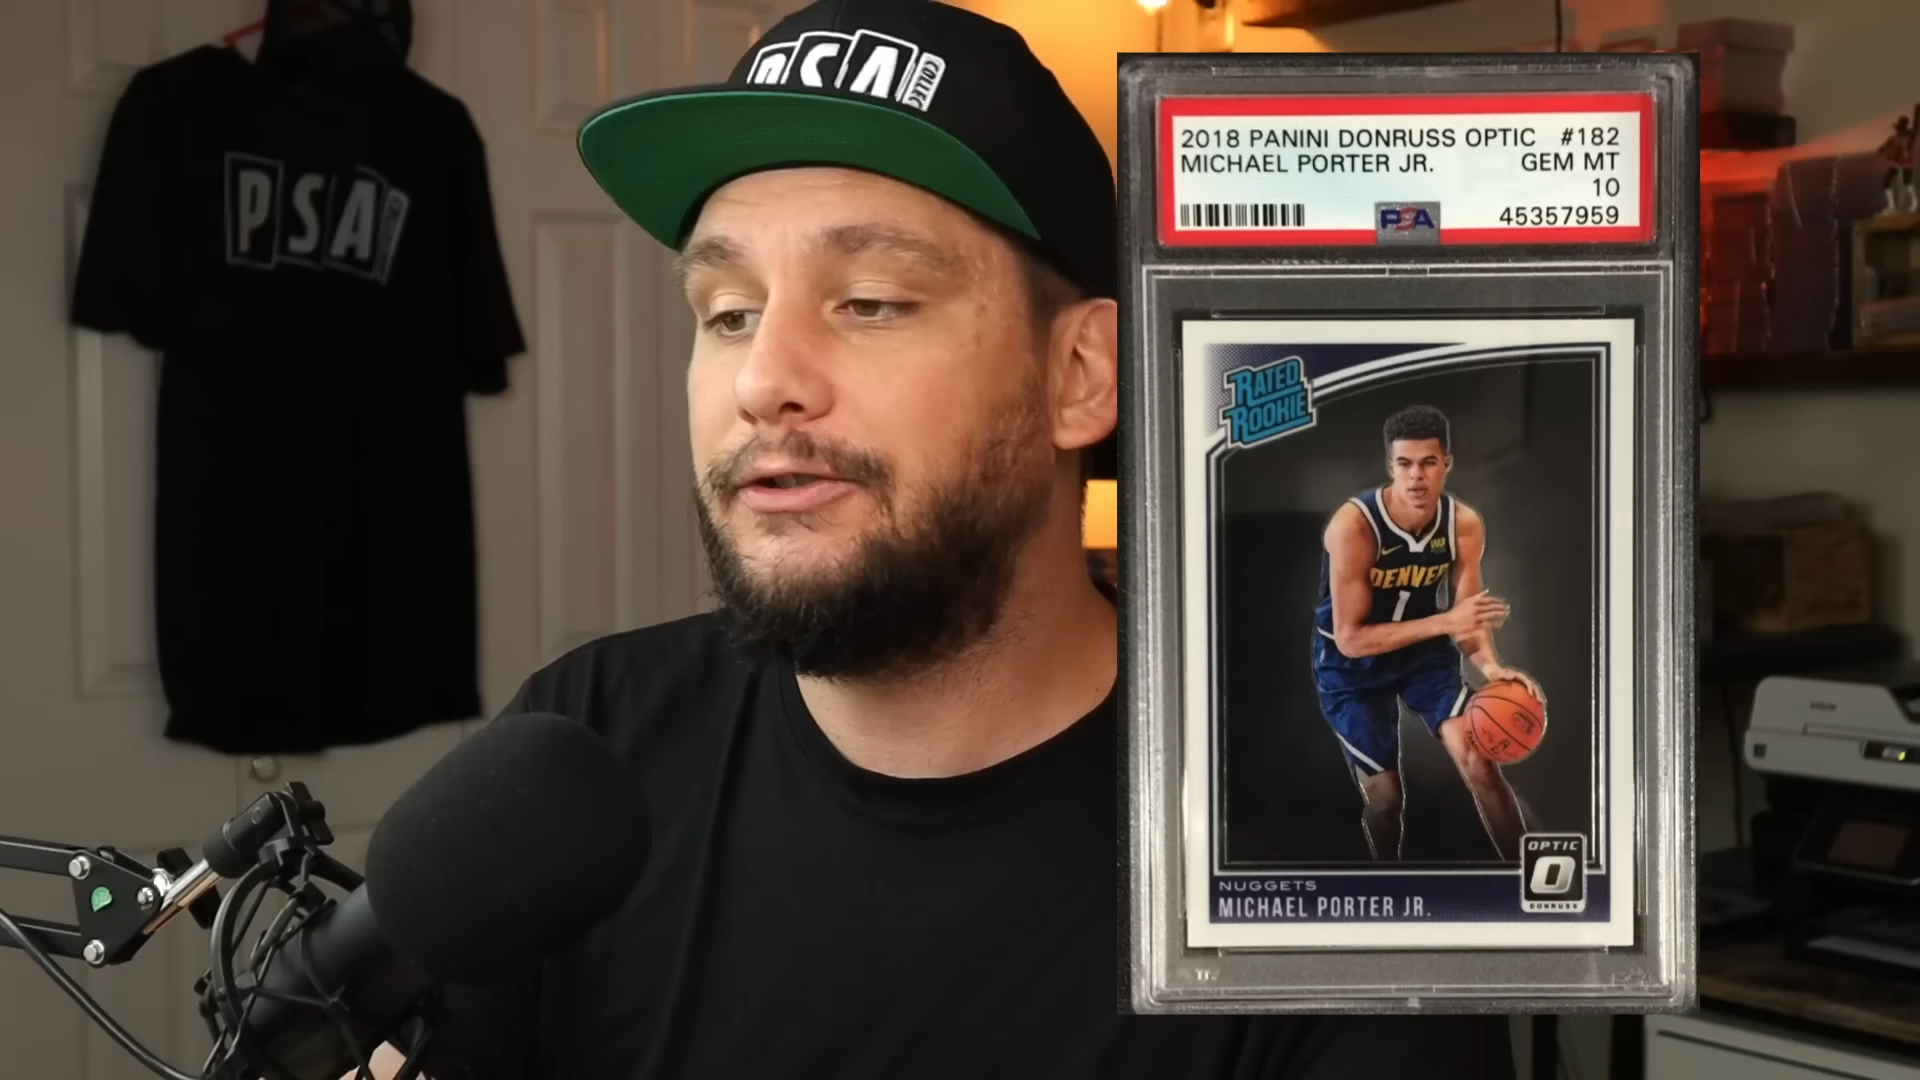 PSA
PSA
2018 PANINI DONRUSS OPTIC #182
MICHAEL PORTER JR. GEM MT
10
PSA
45357959
RATED
ROOKIE
DENVER
1
OPTIC
DONRUSS
NUGGETS
MICHAEL PORTER JR.